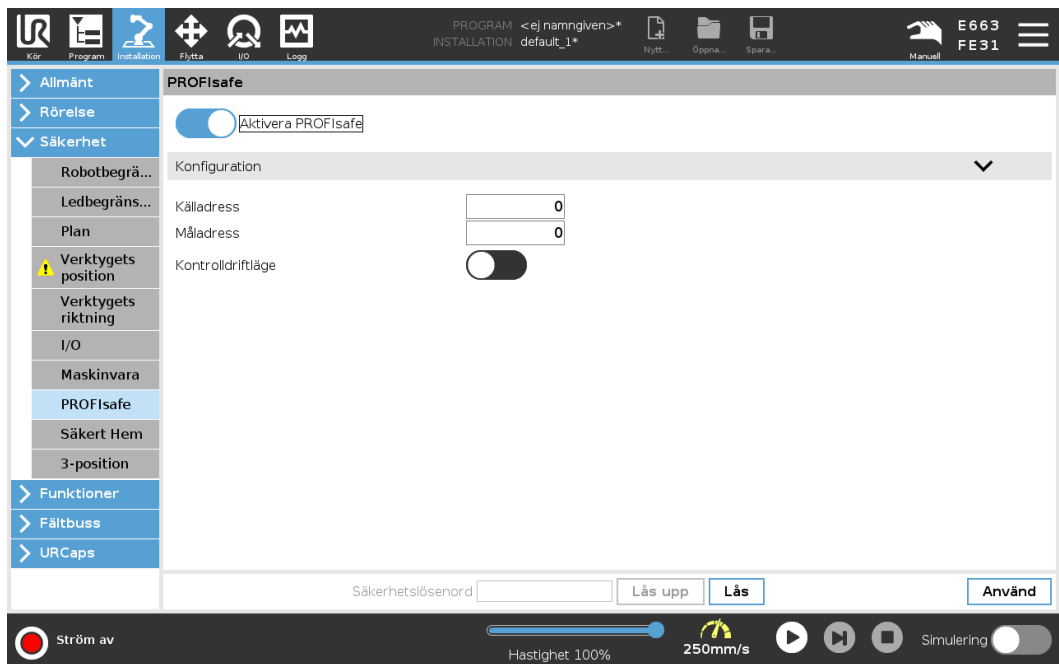 UR
PROGRAM <ej namngiven>*
INSTALLATION default_1*
Kör Program Installation Flytta I/O Logg
Nytt... Öppna... Spara...
Manuell
E663
FE31
Allmänt
Rörelse
Säkerhet
Robotbegrä...
Ledbegräns...
Plan
Verktygets
position
Verktygets
riktning
I/O
Maskinvara
PROFIsafe
Säkert Hem
3-position
Funktioner
Fältbuss
URCaps
PROFIsafe
Aktivera PROFIsafe
Konfiguration
Källadress 0
Måladress 0
Kontrolldriftläge
Säkerhetslösenord Lås upp Lås Använd
Ström av
Hastighet 100%
250mm/s
Simulering